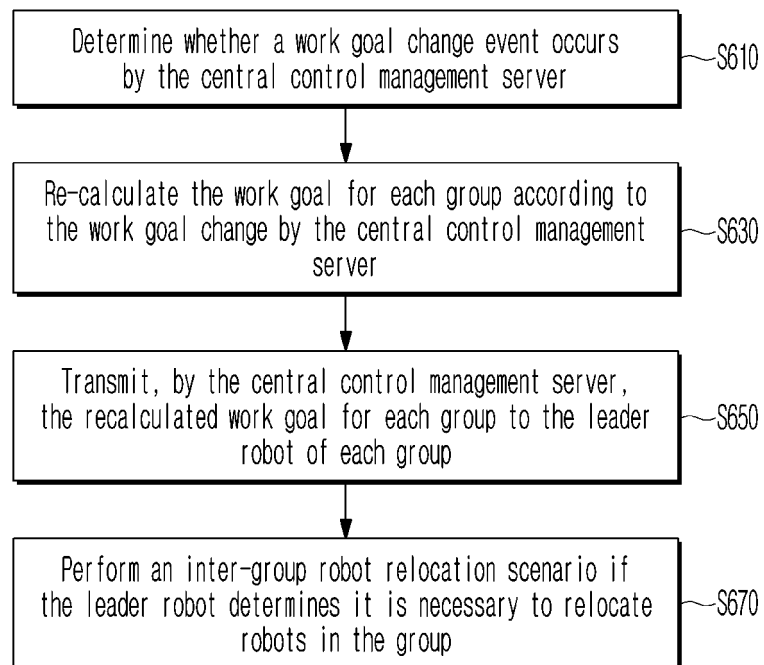 Determine whether a work goal change event occurs
by the central control management server
S610
Re-calculate the work goal for each group according to
the work goal change by the central control management
server
S630
Transmit, by the central control management server,
the recalculated work goal for each group to the leader
robot of each group
S650
Perform an inter-group robot relocation scenario if
the leader robot determines it is necessary to relocate
robots in the group
S670